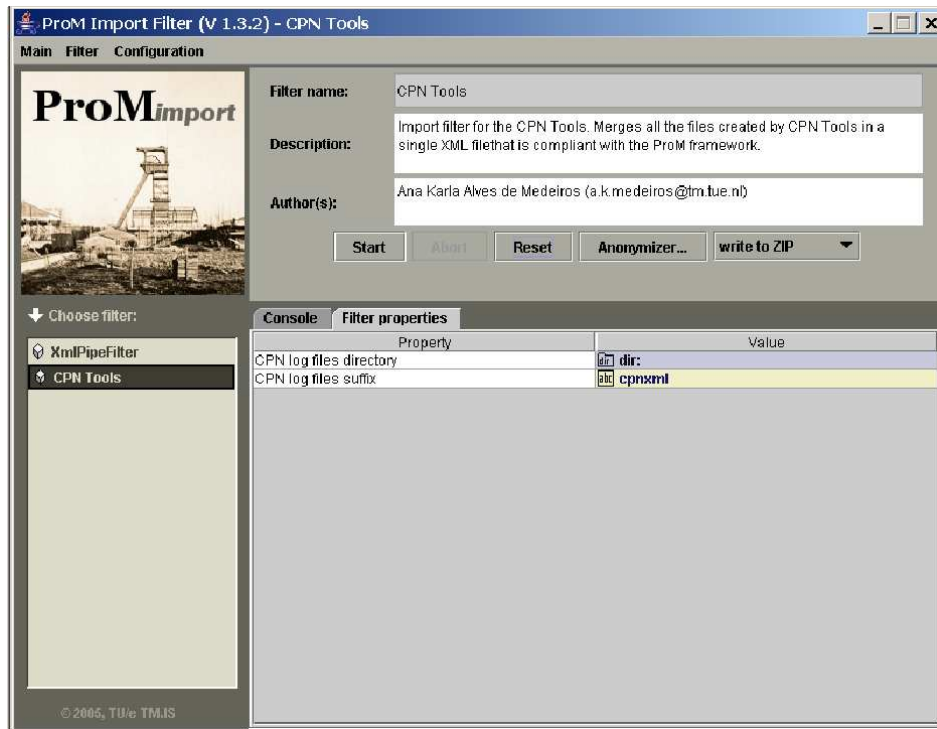 ProM Import Filter (V 1.3.2) - CPN Tools
Main Filter Configuration
ProMimport
Filter name:
CPN Tools
Description:
Import filter for the CPN Tools. Merges all the files created by CPN Tools in a
single XML filethat is compliant with the ProM framework.
Author(s):
Ana Karla Alves de Medeiros (a.k.medeiros@tm.tue.nl)
Start Abort Reset Anonymizer... write to ZIP
Choose filter:
XmlPipeFilter
CPN Tools
Console Filter properties
Property Value
CPN log files directory dir dir:
CPN log files suffix abc cpnxml
© 2005, TU/e TM.IS